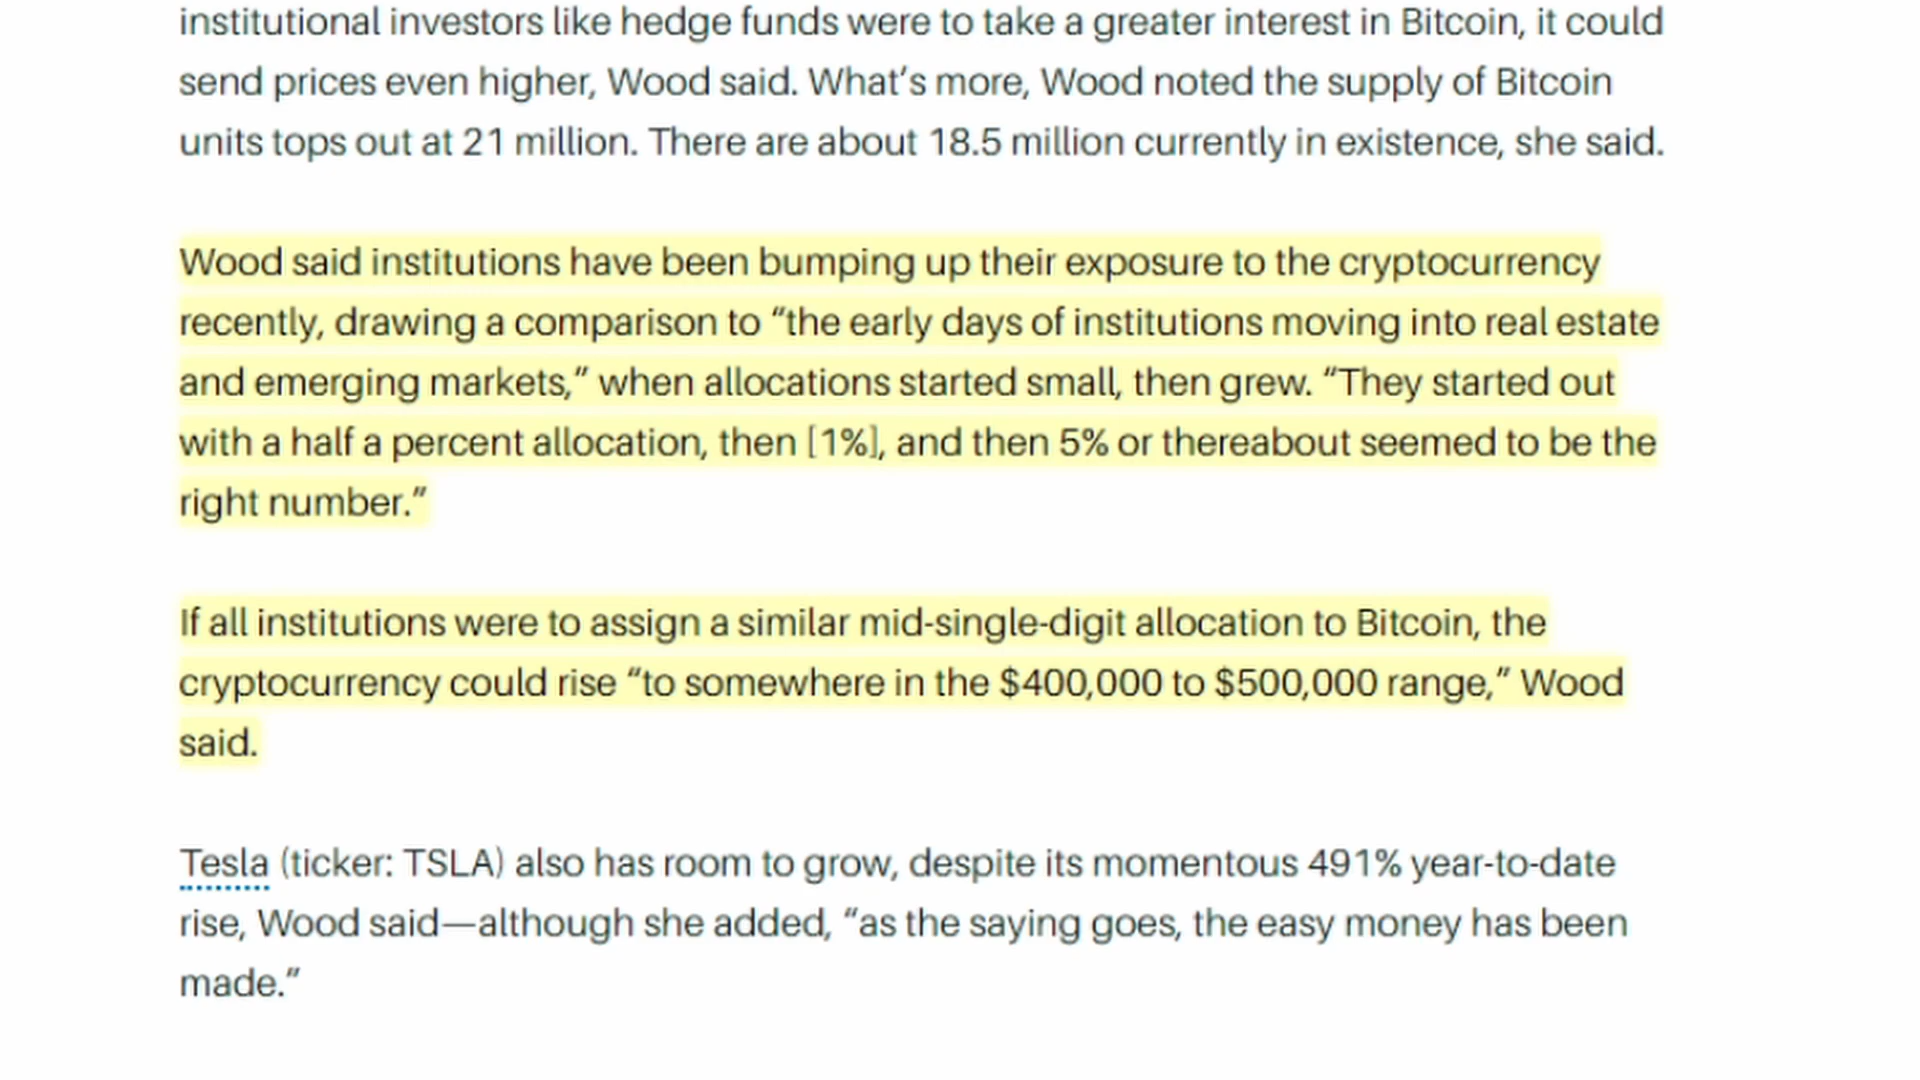 institutional investors like hedge funds were to take a greater interest in Bitcoin, it could
send prices even higher, Wood said. What’s more, Wood noted the supply of Bitcoin
units tops out at 21 million. There are about 18.5 million currently in existence, she said.
Wood said institutions have been bumping up their exposure to the cryptocurrency
recently, drawing a comparison to “the early days of institutions moving into real estate
and emerging markets,” when allocations started small, then grew. “They started out
with a half a percent allocation, then [1%], and then 5% or thereabout seemed to be the
right number.”
If all institutions were to assign a similar mid-single-digit allocation to Bitcoin, the
cryptocurrency could rise “to somewhere in the $400,000 to $500,000 range,” Wood
said.
Tesla (ticker: TSLA) also has room to grow, despite its momentous 491% year-to-date
rise, Wood said—although she added, “as the saying goes, the easy money has been
made.”